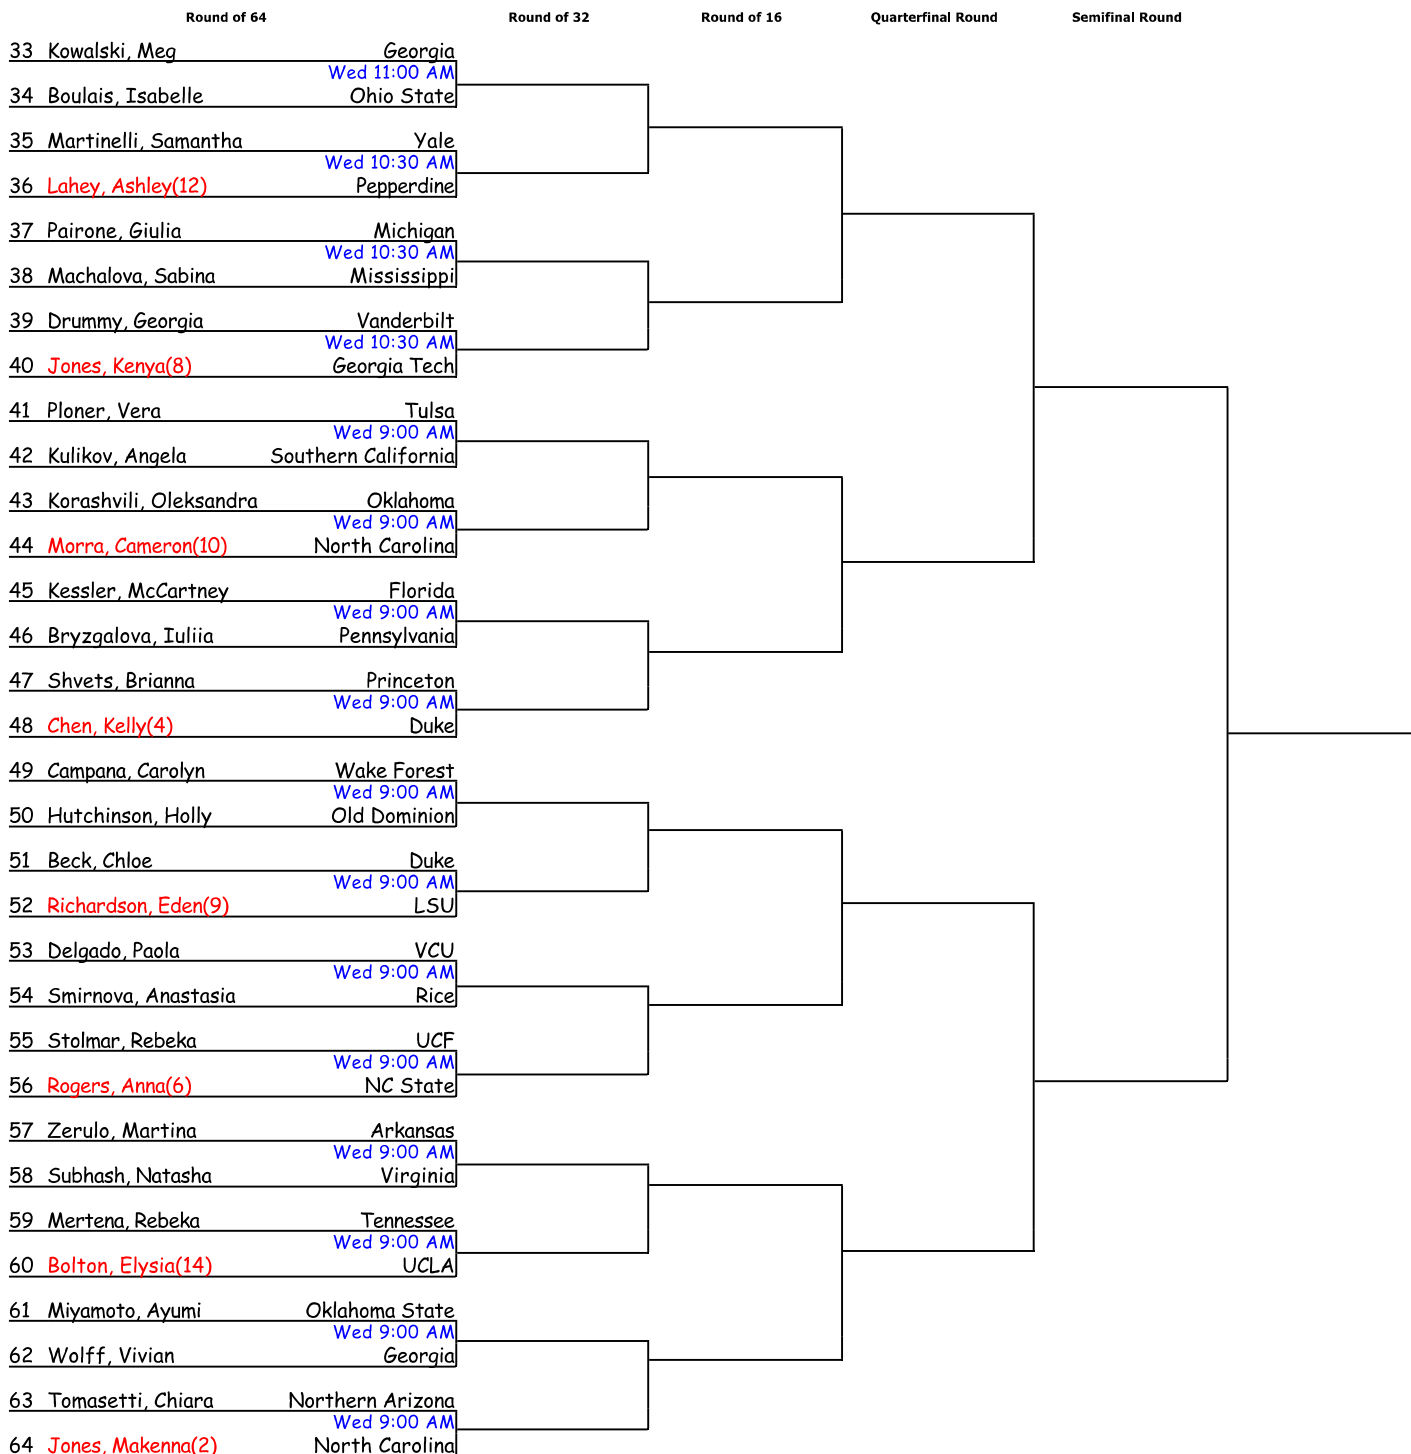 Round of 64 Round of 32 Round of 16 Quarterfinal Round Semifinal Round
33 Kowalski, Meg Georgia
Wed 11:00 AM
34 Boulais, Isabelle Ohio State
35 Martinelli, Samantha Yale
Wed 10:30 AM
36 Lahey, Ashley(12) Pepperdine
37 Pairone, Giulia Michigan
Wed 10:30 AM
38 Machalova, Sabina Mississippi
39 Drummy, Georgia Vanderbilt
Wed 10:30 AM
40 Jones, Kenya(8) Georgia Tech
41 Ploner, Vera Tulsa
Wed 9:00 AM
42 Kulikov, Angela Southern California
43 Korashvili, Oleksandra Oklahoma
Wed 9:00 AM
44 Morra, Cameron(10) North Carolina
45 Kessler, McCartney Florida
Wed 9:00 AM
46 Bryzgalova, Iuliia Pennsylvania
47 Shvets, Brianna Princeton
Wed 9:00 AM
48 Chen, Kelly(4) Duke
49 Campana, Carolyn Wake Forest
Wed 9:00 AM
50 Hutchinson, Holly Old Dominion
51 Beck, Chloe Duke
Wed 9:00 AM
52 Richardson, Eden(9) LSU
53 Delgado, Paola VCU
Wed 9:00 AM
54 Smirnova, Anastasia Rice
55 Stolmar, Rebeka UCF
Wed 9:00 AM
56 Rogers, Anna(6) NC State
57 Zerulo, Martina Arkansas
Wed 9:00 AM
58 Subhash, Natasha Virginia
59 Mertena, Rebeka Tennessee
Wed 9:00 AM
60 Bolton, Elysia(14) UCLA
61 Miyamoto, Ayumi Oklahoma State
Wed 9:00 AM
62 Wolff, Vivian Georgia
63 Tomasetti, Chiara Northern Arizona
Wed 9:00 AM
64 Jones, Makenna(2) North Carolina